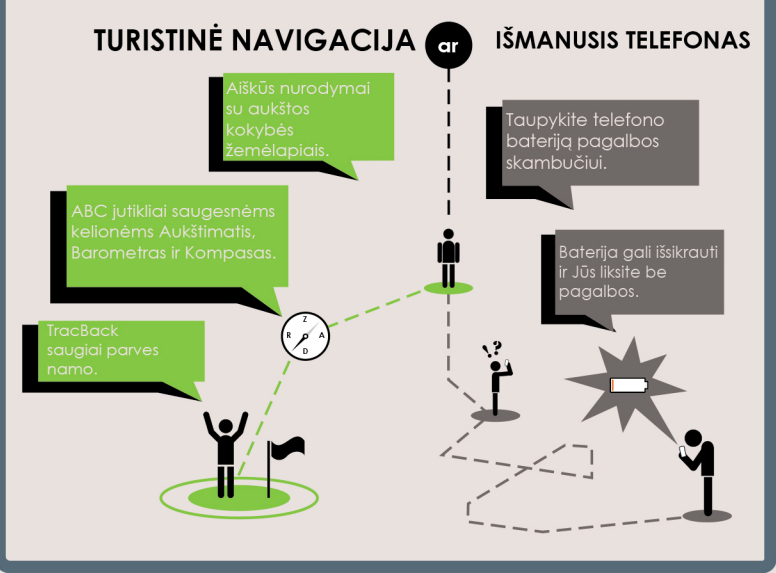 TURISTINĖ NAVIGACIJA
ar
IŠMANUSIS TELEFONAS
Aiškūs nurodymai
su aukštos
kokybės
žemėlapiais.
ABC jutikliai saugesnėms
kelionėms Aukštimatis,
Barometras ir Kompasas.
TracBack
saugiai parves
namo.
Z
R
A
D
Taupykite telefono
bateriją pagalbos
skambučiui.
Baterija gali išsikrauti
ir Jūs liksite be
pagalbos.
!?